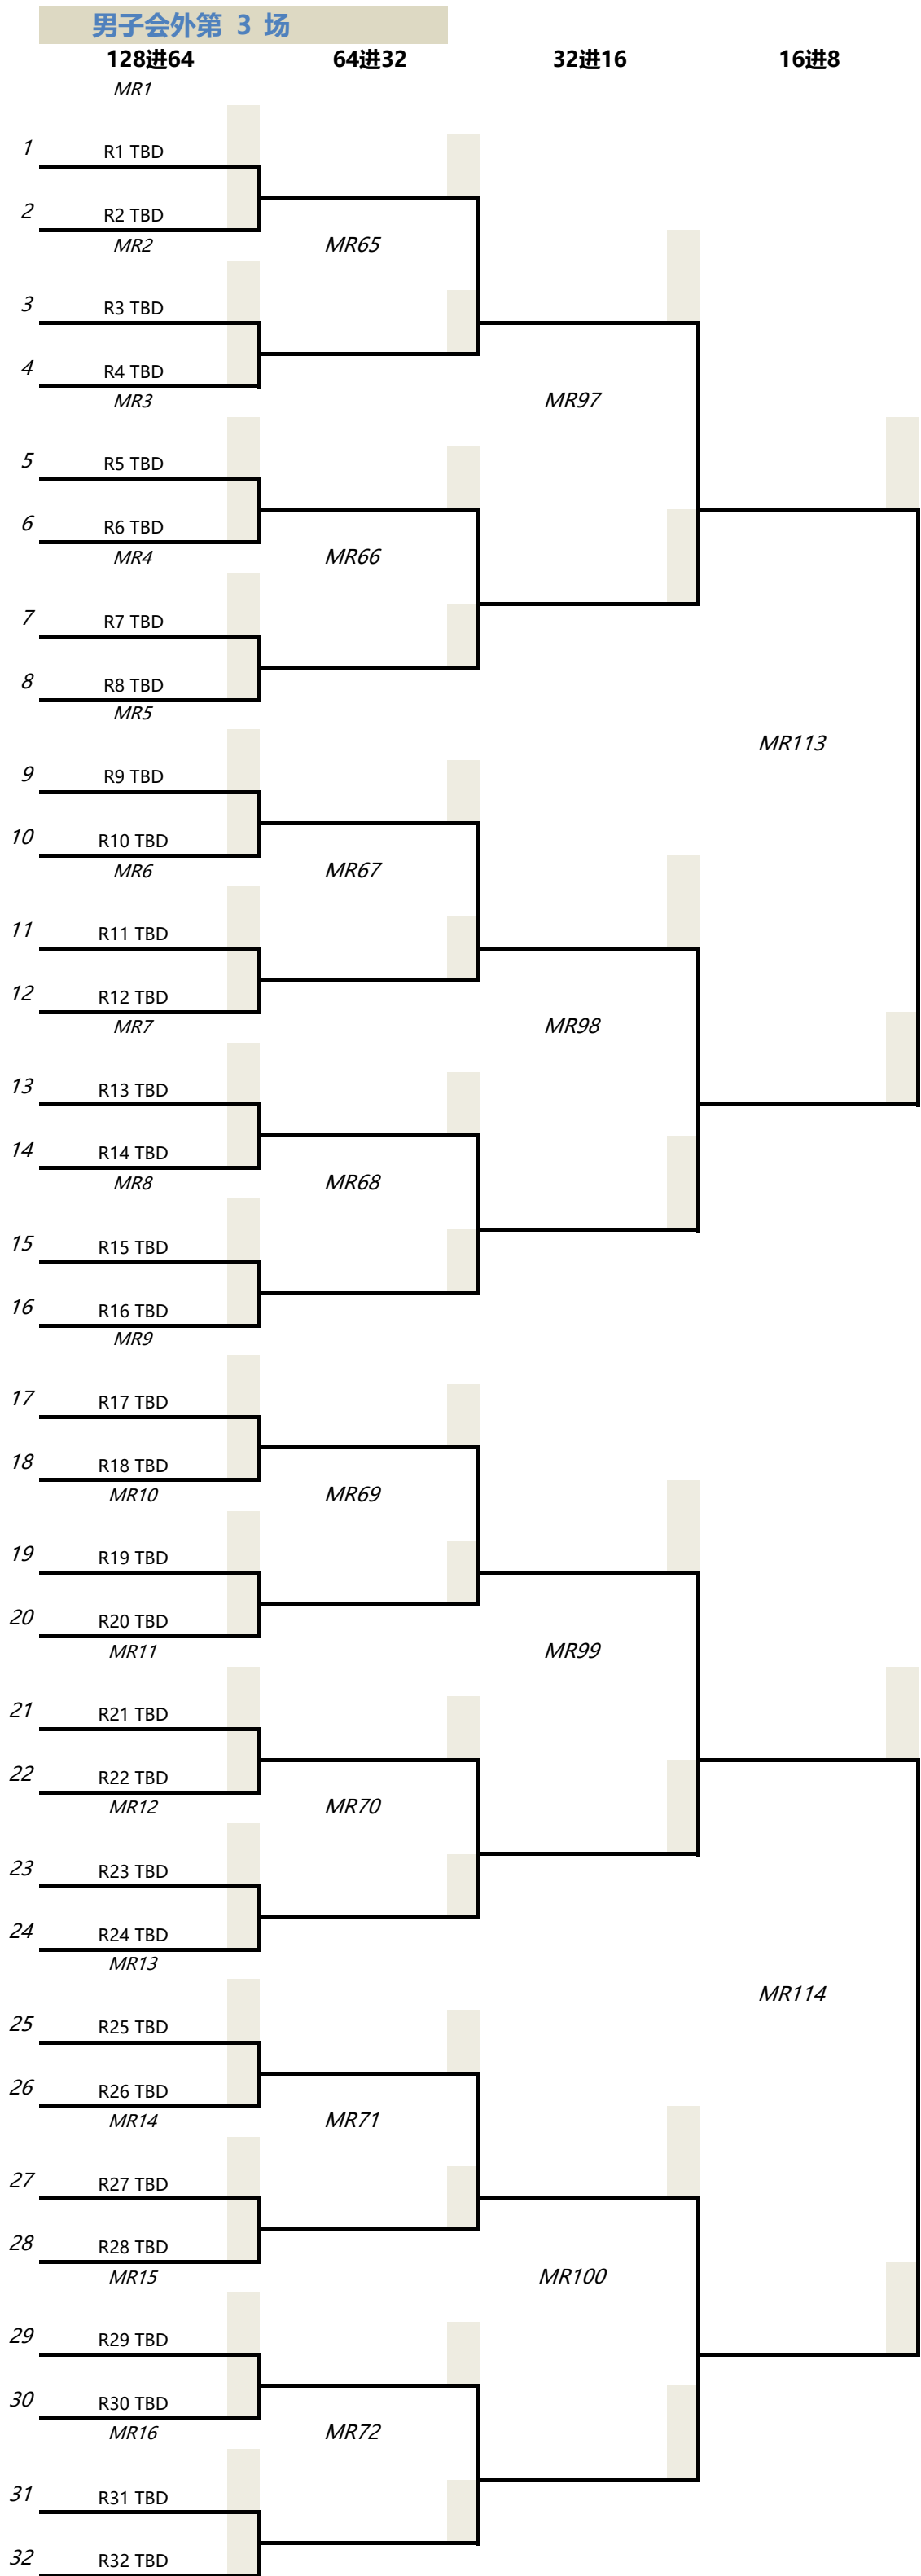 男子会外第 3 场
128进64 64进32 32进16 16进8
MR1
1 R1 TBD
2 R2 TBD
MR2 MR65
3 R3 TBD
4 R4 TBD
MR3 MR97
5 R5 TBD
6 R6 TBD
MR4 MR66
7 R7 TBD
8 R8 TBD
MR5
MR113
9 R9 TBD
10 R10 TBD
MR6 MR67
11 R11 TBD
12 R12 TBD
MR7 MR98
13 R13 TBD
14 R14 TBD
MR8 MR68
15 R15 TBD
16 R16 TBD
MR9
17 R17 TBD
18 R18 TBD
MR10 MR69
19 R19 TBD
20 R20 TBD
MR11 MR99
21 R21 TBD
22 R22 TBD
MR12 MR70
23 R23 TBD
24 R24 TBD
MR13
MR114
25 R25 TBD
26 R26 TBD
MR14 MR71
27 R27 TBD
28 R28 TBD
MR15 MR100
29 R29 TBD
30 R30 TBD
MR16 MR72
31 R31 TBD
32 R32 TBD